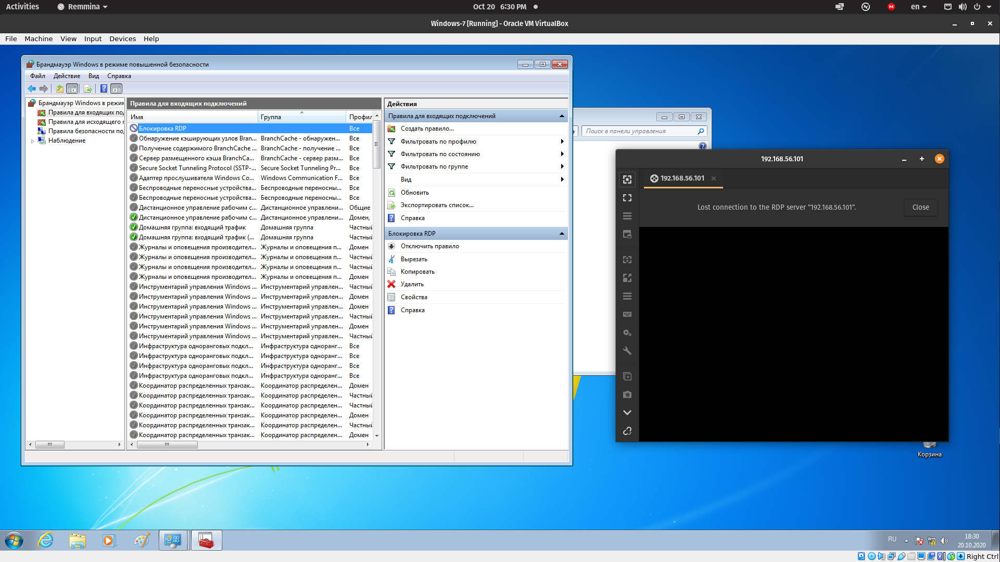 Activities
Remmina
Oct 20 6:30 PM
en
Windows-7 [Running] - Oracle VM VirtualBox
File Machine View Input Devices Help
Брандмауэр Windows в режиме повышенной безопасности
Файл Действие Вид Справка
Брандмауэр Windows в режи
Правила для входящих по
Правила для исходящего
Правила безопасности по
Наблюдение
Правила для входящих подключений
Имя Группа Профил
Блокировка RDP Все
Обнаружение кэширующих узлов Bran... BranchCache - обнаружен... Все
Получение содержимого BranchCache ... BranchCache - получение ... Все
Сервер размещенного кэша BranchCa... BranchCache - сервер разм... Все
Secure Socket Tunneling Protocol (SSTP-... Secure Socket Tunneling Pr... Все
Адаптер прослушивателя Windows Co... Windows Communication F... Все
Беспроводные переносные устройства... Беспроводные переносны... Все
Беспроводные переносные устройства... Беспроводные переносны... Все
Дистанционное управление рабочим с... Дистанционное управлени... Общие
Дистанционное управление рабочим с... Дистанционное управлени... Домен,
Домашняя группа: входящий трафик Домашняя группа Частный
Домашняя группа: входящий трафик (... Домашняя группа Частный
Журналы и оповещения производител... Журналы и оповещения п... Домен
Журналы и оповещения производител... Журналы и оповещения п... Частный
Журналы и оповещения производител... Журналы и оповещения п... Частный
Журналы и оповещения производител... Журналы и оповещения п... Домен
Инструментарий управления Windows ... Инструментарий управлен... Частный
Инструментарий управления Windows ... Инструментарий управлен... Домен
Инструментарий управления Windows ... Инструментарий управлен... Домен
Инструментарий управления Windows ... Инструментарий управлен... Частный
Инструментарий управления Windows ... Инструментарий управлен... Домен
Инструментарий управления Windows ... Инструментарий управлен... Частный
Инфраструктура одноранговых подкл... Инфраструктура одноранг... Все
Инфраструктура одноранговых подкл... Инфраструктура одноранг... Все
Инфраструктура одноранговых подкл... Инфраструктура одноранг... Все
Инфраструктура одноранговых подкл... Инфраструктура одноранг... Все
Координатор распределенных транзак... Координатор распределен... Домен
Координатор распределенных транзак... Координатор распределен... Частный
Координатор распределенных транзак... Координатор распределен... Частный
Координатор распределенных транзак... Координатор распределен... Домен
Координатор распределенных транзак... Координатор распределен... Частный
Координатор распределенных транзак... Координатор распределен... Домен
Действия
Правила для входящих подключений
Создать правило...
Фильтровать по профилю
Фильтровать по состоянию
Фильтровать по группе
Вид
Обновить
Экспортировать список...
Справка
Блокировка RDP
Отключить правило
Вырезать
Копировать
Удалить
Свойства
Справка
Поиск в панели управления
192.168.56.101
192.168.56.101
Lost connection to the RDP server "192.168.56.101".
Close
Корзина
RU
18:30
20.10.2020
Right Ctrl